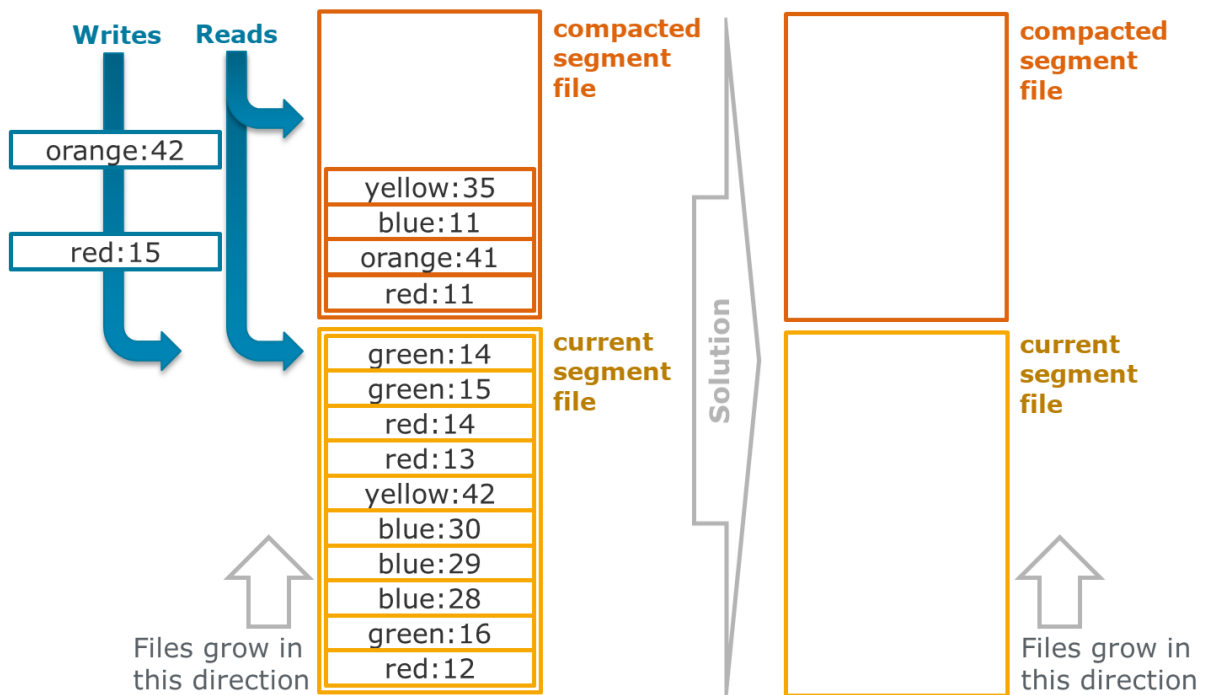 Writes
Reads
orange:42
red:15
compacted
segment
file
yellow:35
blue:11
orange:41
red:11
current
segment
file
green:14
green:15
red:14
red:13
yellow:42
blue:30
blue:29
blue:28
green:16
red:12
Files grow in
this direction
Solution
compacted
segment
file
current
segment
file
Files grow in
this direction